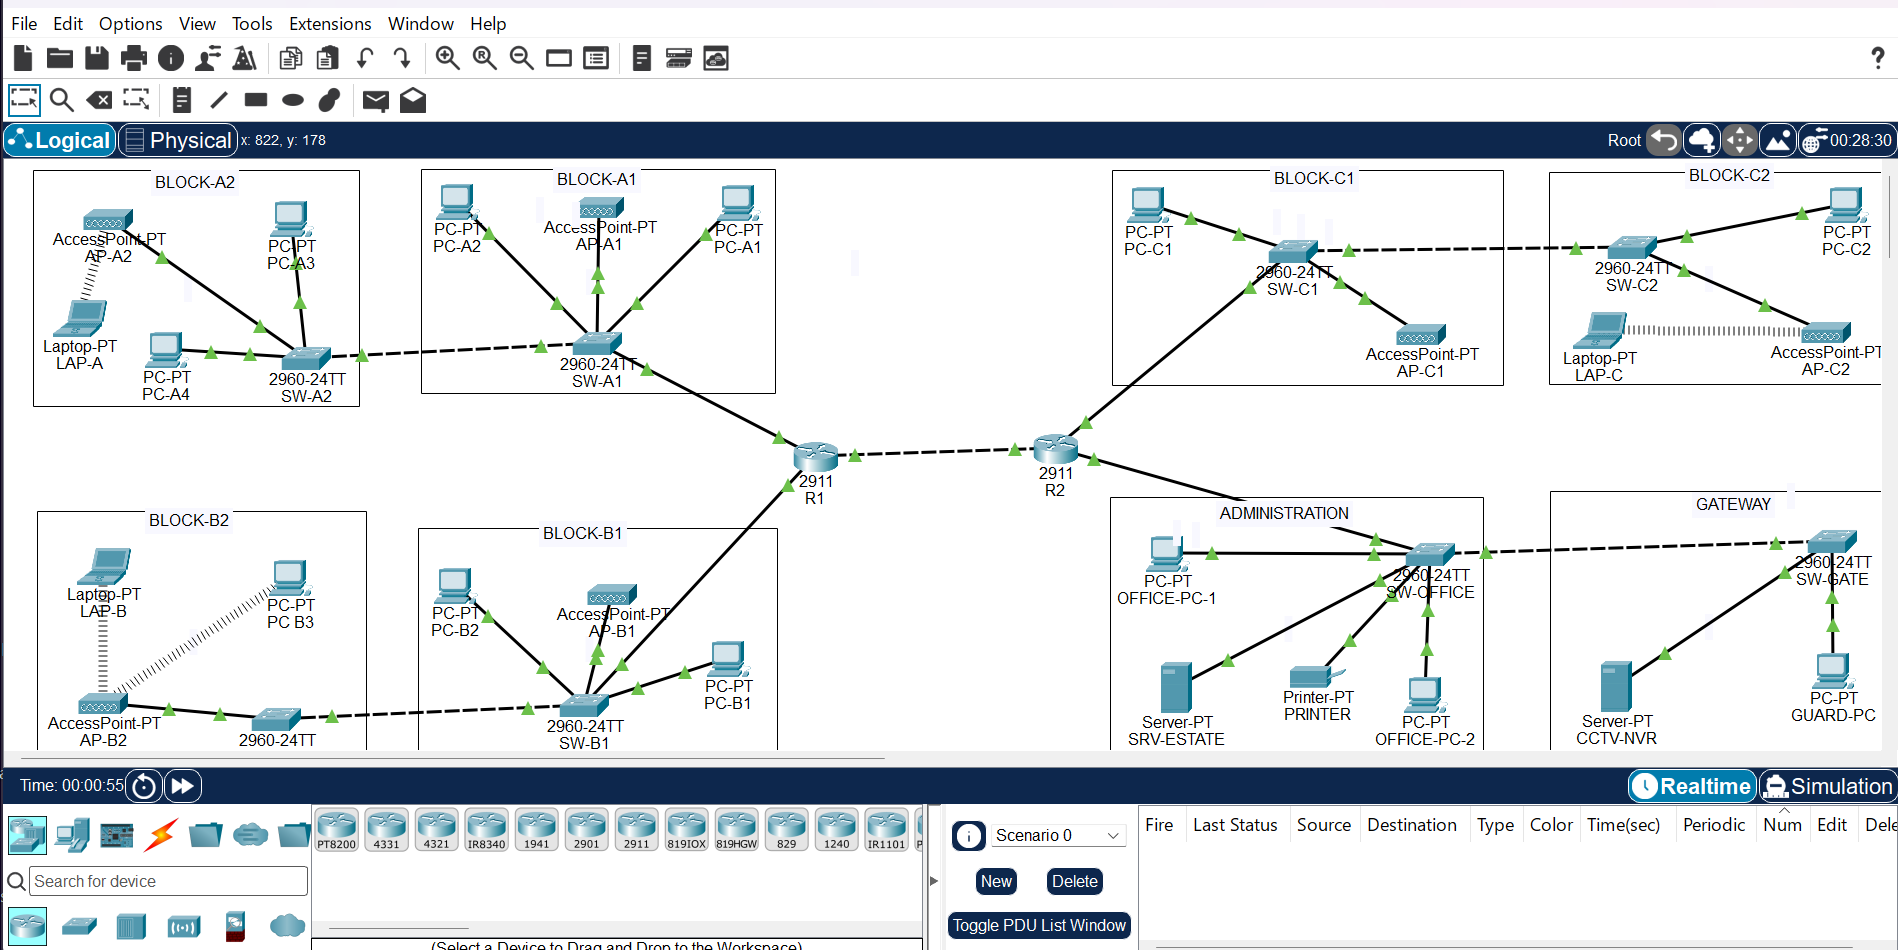 File Edit Options View Tools Extensions Window Help
?
Logical Physical x: 822, y: 178 Root 00:28:30
BLOCK-A2
AccessPoint-PT
AP-A2
PC-PT
PC-A3
Laptop-PT
LAP-A
PC-PT
PC-A4
2960-24TT
SW-A2
BLOCK-A1
PC-PT
PC-A2
AccessPoint-PT
AP-A1
PC-PT
PC-A1
2960-24TT
SW-A1
BLOCK-C1
PC-PT
PC-C1
2960-24TT
SW-C1
AccessPoint-PT
AP-C1
BLOCK-C2
PC-PT
PC-C2
2960-24TT
SW-C2
Laptop-PT
LAP-C
AccessPoint-PT
AP-C2
2911
R1
2911
R2
BLOCK-B2
Laptop-PT
LAP-B
PC-PT
PC B3
AccessPoint-PT
AP-B2
2960-24TT
BLOCK-B1
PC-PT
PC-B2
AccessPoint-PT
AP-B1
PC-PT
PC-B1
2960-24TT
SW-B1
ADMINISTRATION
PC-PT
OFFICE-PC-1
2960-24TT
SW-OFFICE
Server-PT
SRV-ESTATE
Printer-PT
PRINTER
PC-PT
OFFICE-PC-2
GATEWAY
2960-24TT
SW-GATE
Server-PT
CCTV-NVR
PC-PT
GUARD-PC
Time: 00:00:55 Realtime Simulation
PT8200 4331 4321 IR8340 1941 2901 2911 819IOX 819HGW 829 1240 IR1101
Search for device
(Select a Device to Drag and Drop to the Workspace)
Scenario 0
New Delete
Toggle PDU List Window
Fire Last Status Source Destination Type Color Time(sec) Periodic Num Edit Dele